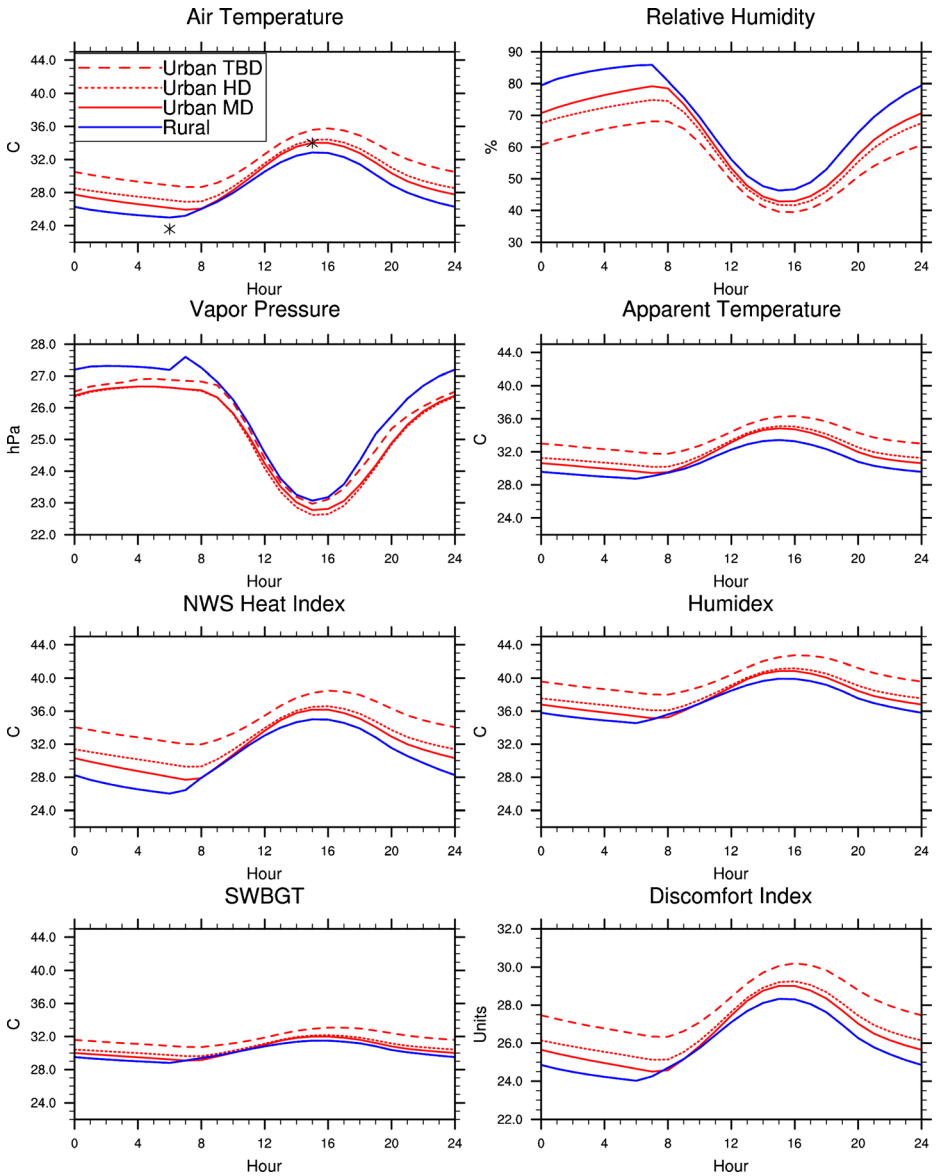 Air Temperature
Relative Humidity
44.0
40.0
36.0
32.0
28.0
24.0
C
Urban TBD
Urban HD
Urban MD
Rural
0 4 8 12 16 20 24
Hour
90
80
70
60
50
40
30
%
0 4 8 12 16 20 24
Hour
Vapor Pressure
Apparent Temperature
28.0
27.0
26.0
25.0
24.0
23.0
22.0
hPa
0 4 8 12 16 20 24
Hour
44.0
40.0
36.0
32.0
28.0
24.0
C
0 4 8 12 16 20 24
Hour
NWS Heat Index
Humidex
44.0
40.0
36.0
32.0
28.0
24.0
C
0 4 8 12 16 20 24
Hour
44.0
40.0
36.0
32.0
28.0
24.0
C
0 4 8 12 16 20 24
Hour
SWBGT
Discomfort Index
44.0
40.0
36.0
32.0
28.0
24.0
C
0 4 8 12 16 20 24
Hour
32.0
30.0
28.0
26.0
24.0
22.0
Units
0 4 8 12 16 20 24
Hour